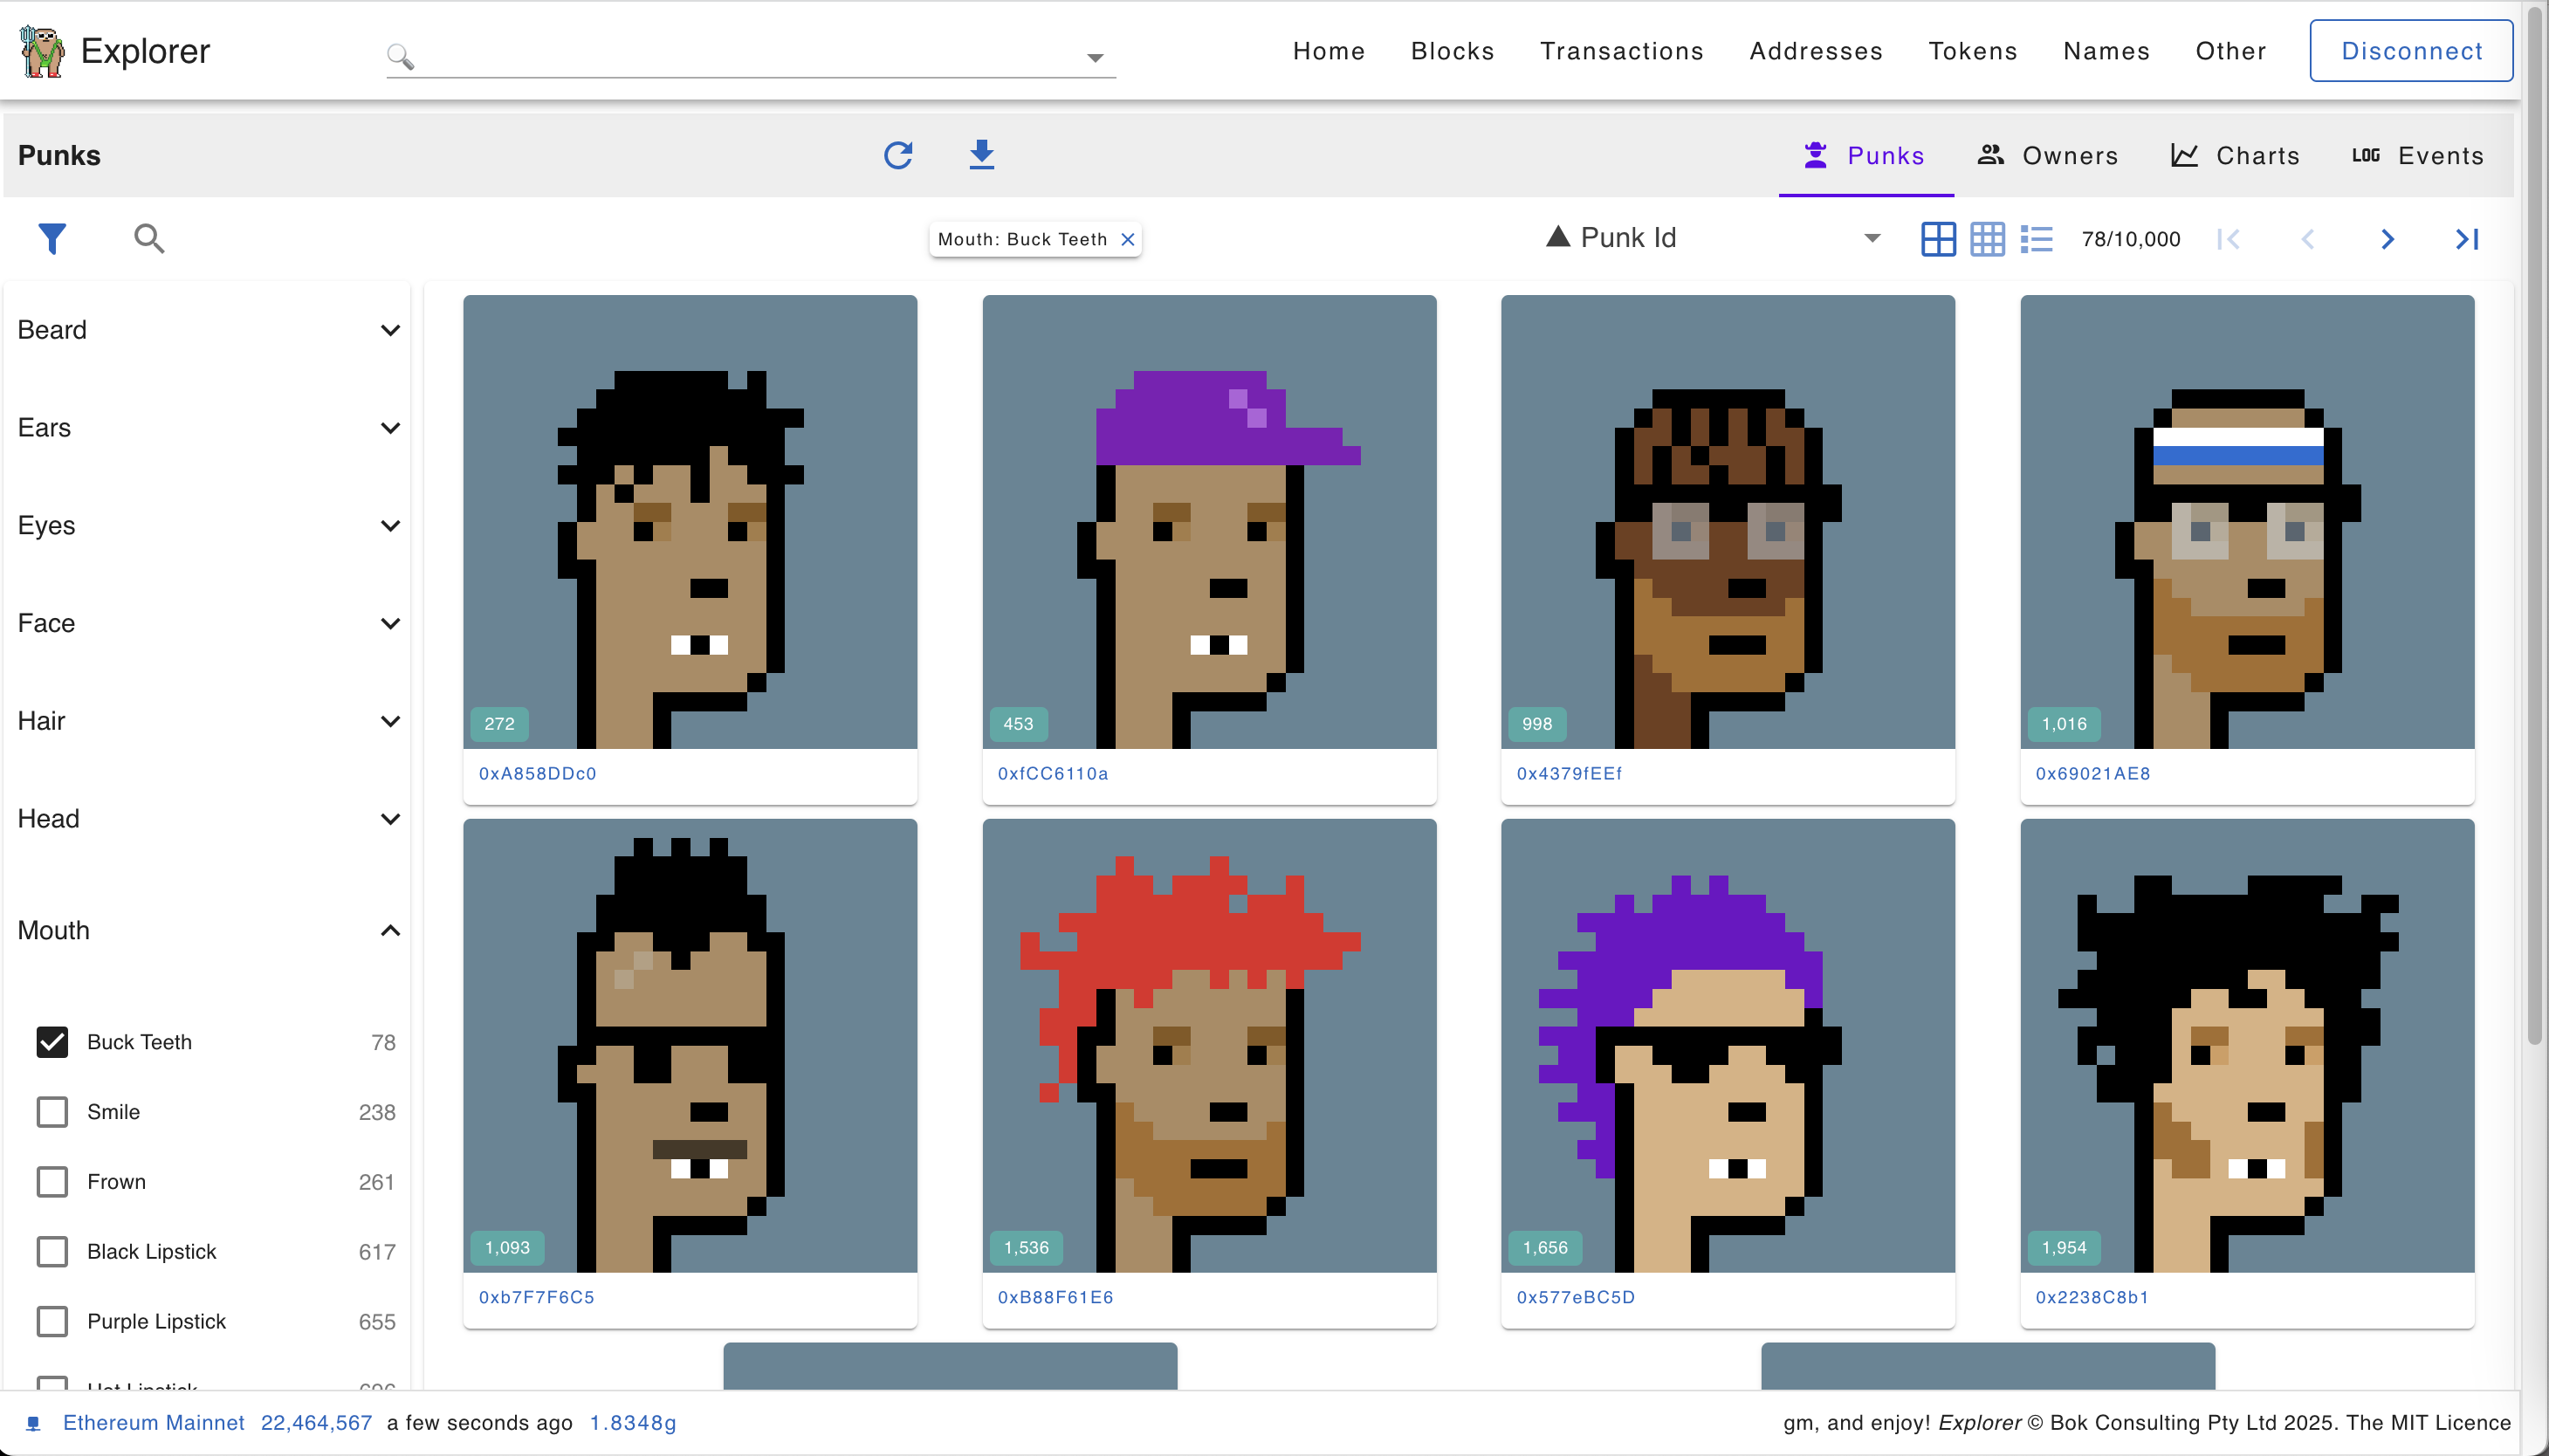 Explorer
Home Blocks Transactions Addresses Tokens Names Other Disconnect
Punks
Punks Owners Charts LOG Events
Mouth: Buck Teeth
Punk Id
78/10,000
Beard
Ears
Eyes
Face
Hair
Head
Mouth
Buck Teeth 78
Smile 238
Frown 261
Black Lipstick 617
Purple Lipstick 655
272 453 998 1,016
0xA858DDc0 0xfCC6110a 0x4379fEEf 0x69021AE8
1,093 1,536 1,656 1,954
0xb7F7F6C5 0xB88F61E6 0x577eBC5D 0x2238C8b1
Ethereum Mainnet 22,464,567 a few seconds ago 1.8348g
gm, and enjoy! Explorer © Bok Consulting Pty Ltd 2025. The MIT Licence